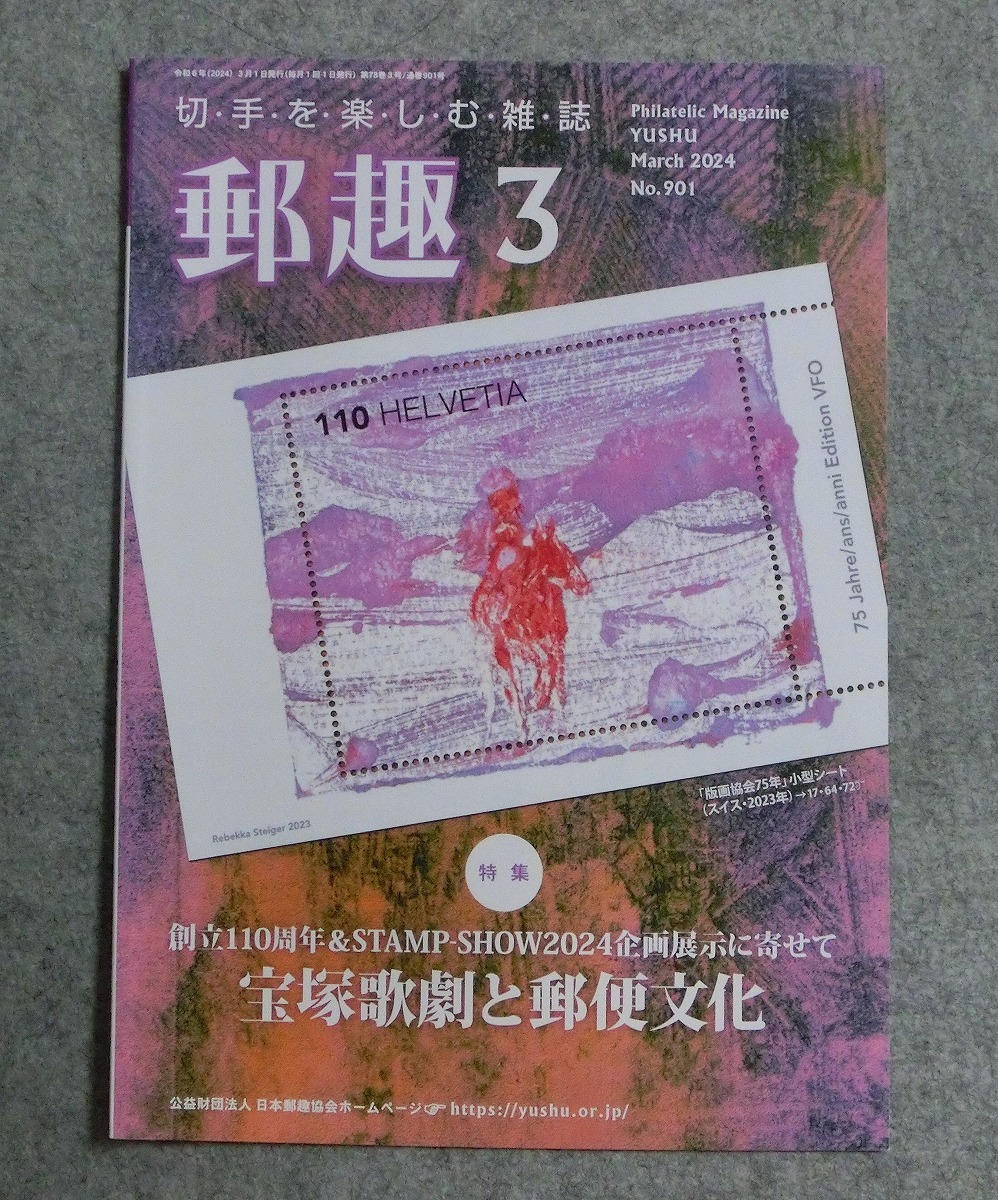 令和6年(2024) 3月1日発行(毎月1回1日発行) 第78巻3号/通巻901号
切・手・を・楽・し・む・雑・誌
郵趣 3
Philatelic Magazine
YUSHU
March 2024
No.901
110 HELVETIA
75 Jahre/ans/anni Edition VFO
Rebekka Steiger 2023
「版画協会75年」小型シート
(スイス・2023年)→17・64・72
特集
創立110周年&STAMP-SHOW2024企画展示に寄せて
宝塚歌劇と郵便文化
公益財団法人 日本郵趣協会ホームページ☞https://yushu.or.jp/